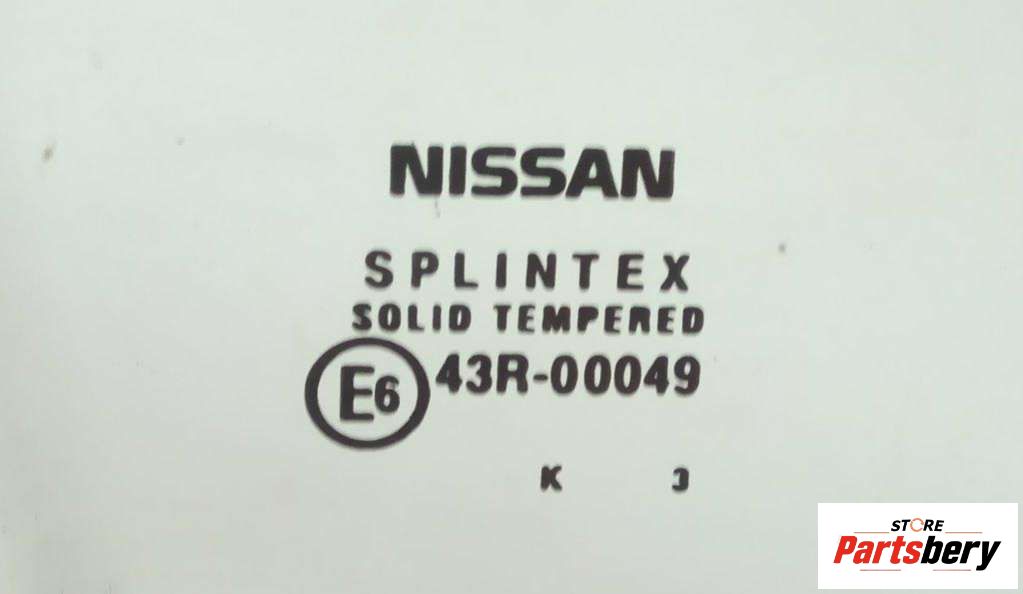 NISSAN
SPLINTEX
SOLID TEMPERED
E6 43R-00049
K 3
STORE
Partsbery